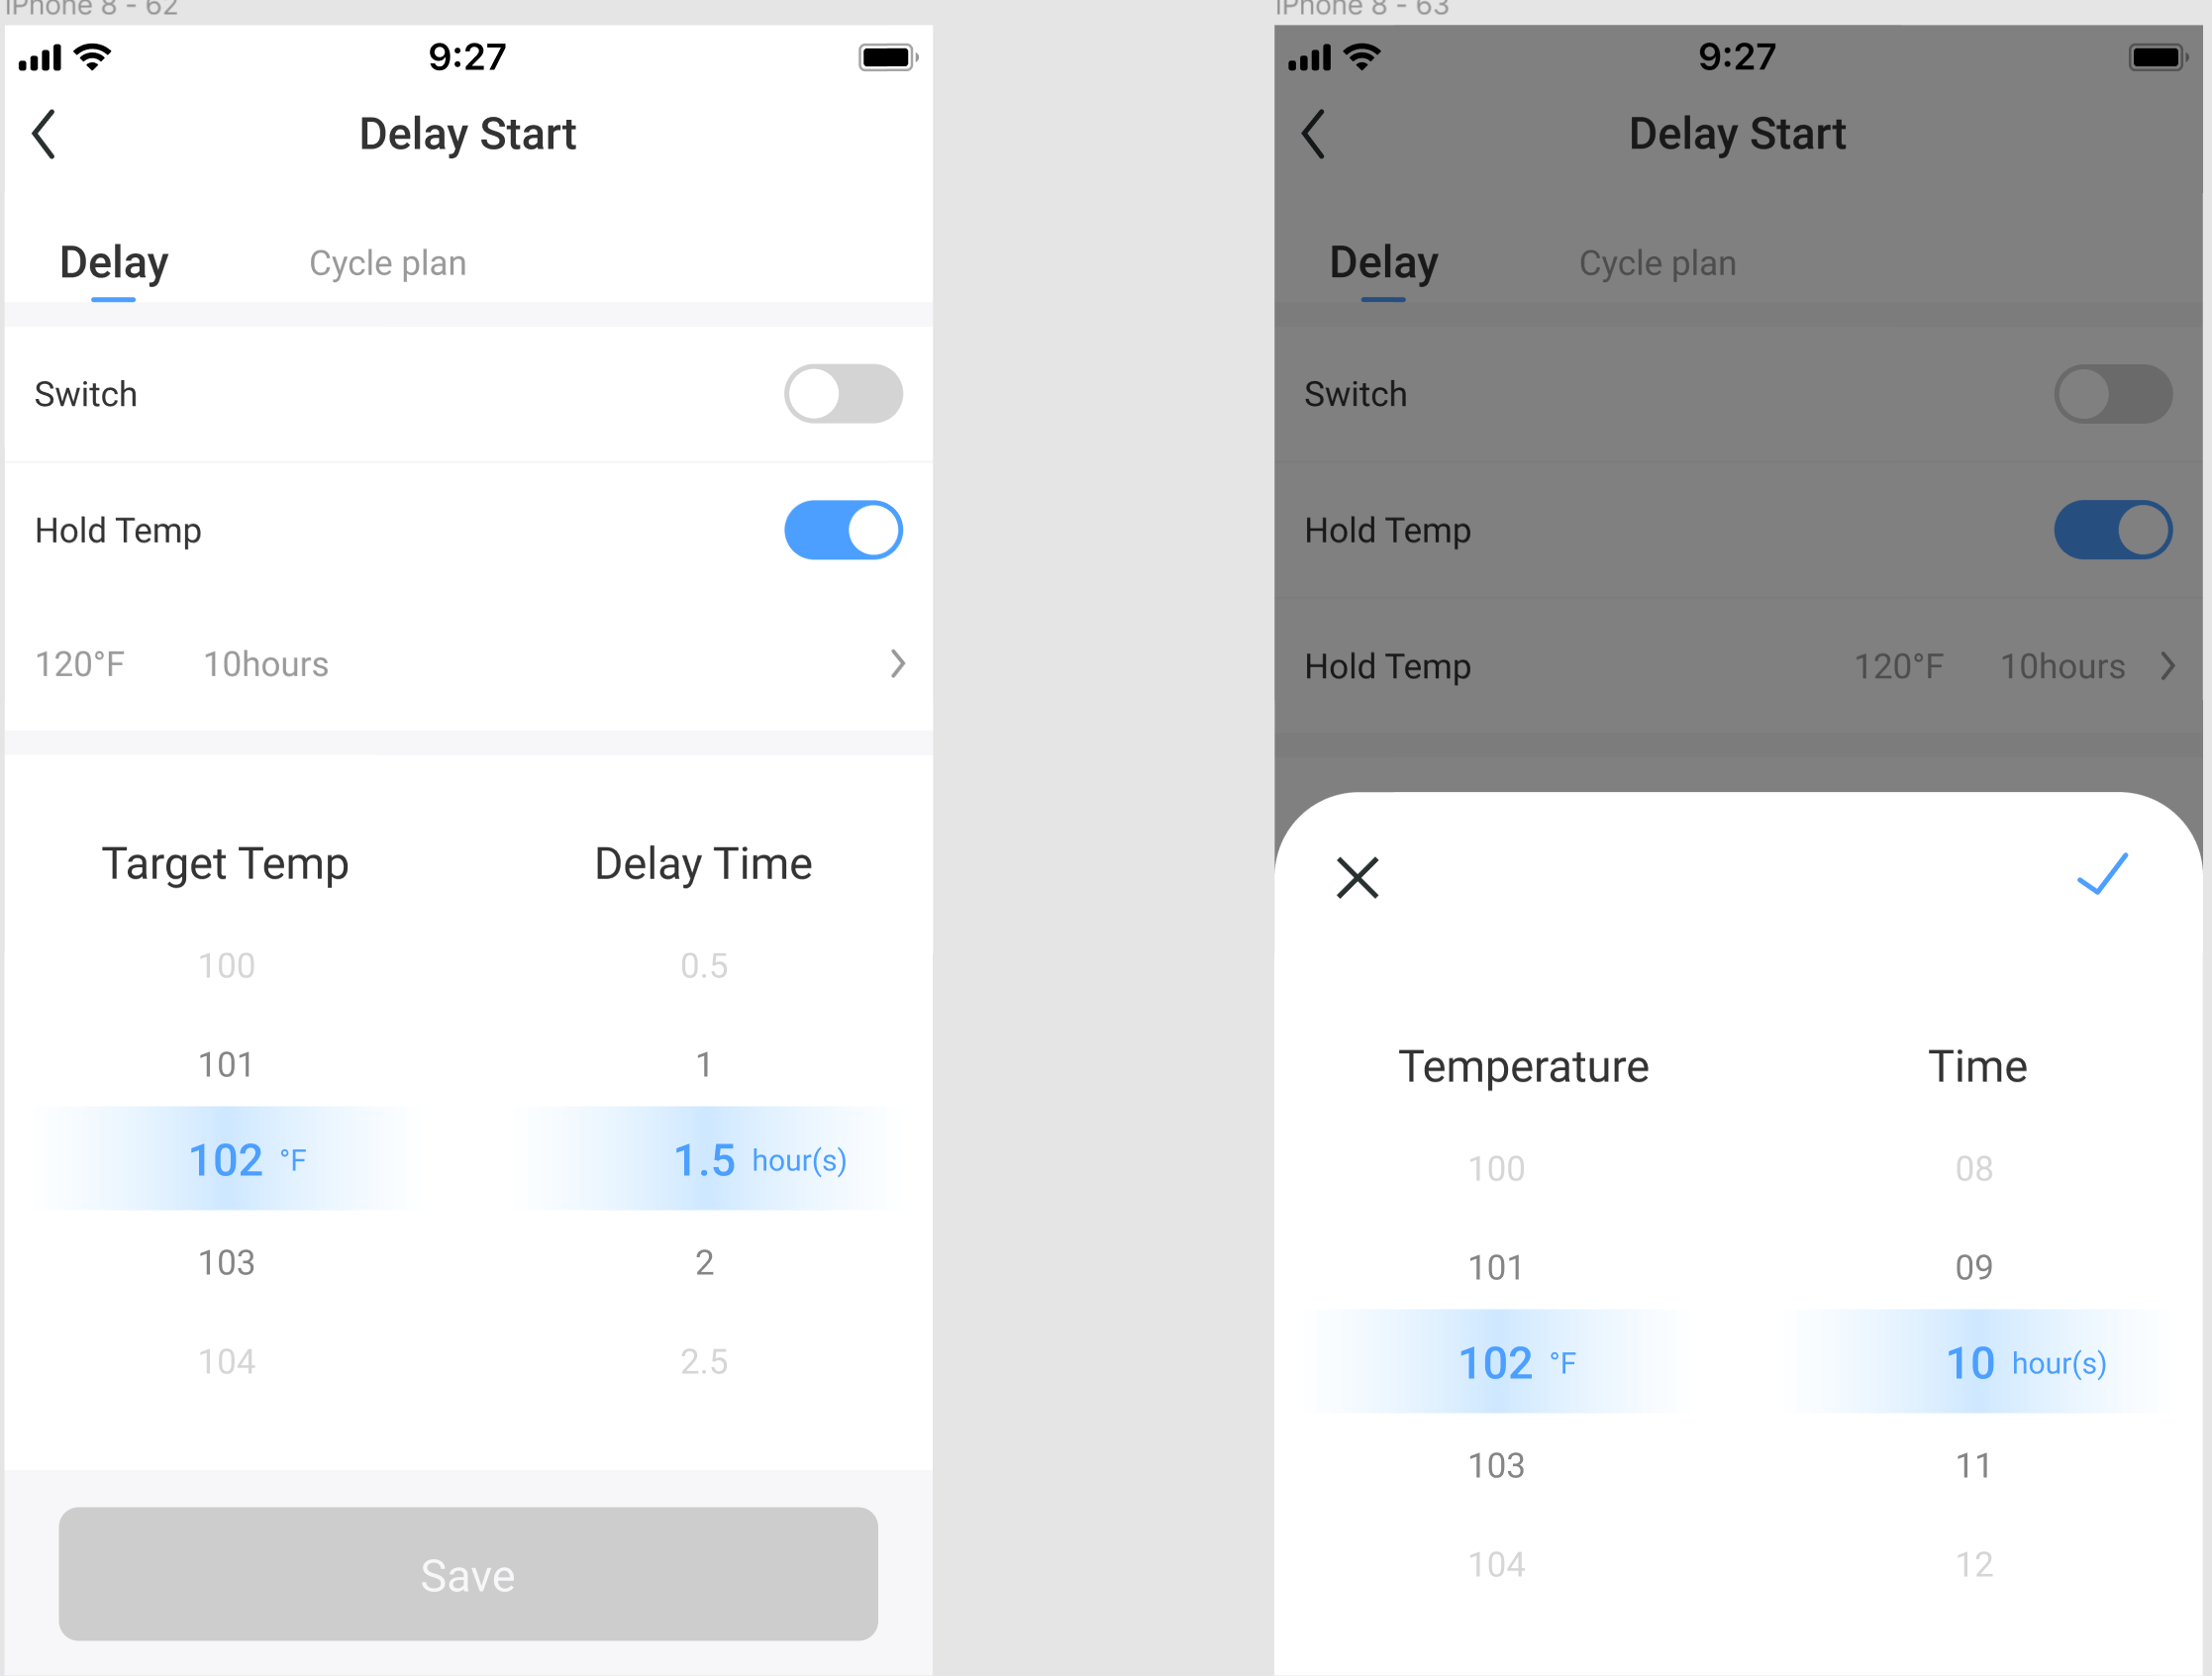 iPhone 8 - 62
9:27
Delay Start
Delay
Cycle plan
Switch
Hold Temp
120°F 10hours
Target Temp Delay Time
100 0.5
101 1
102 °F 1.5 hour(s)
103 2
104 2.5
Save
iPhone 8 - 63
9:27
Delay Start
Delay
Cycle plan
Switch
Hold Temp
Hold Temp 120°F 10hours
Temperature Time
100 08
101 09
102 °F 10 hour(s)
103 11
104 12